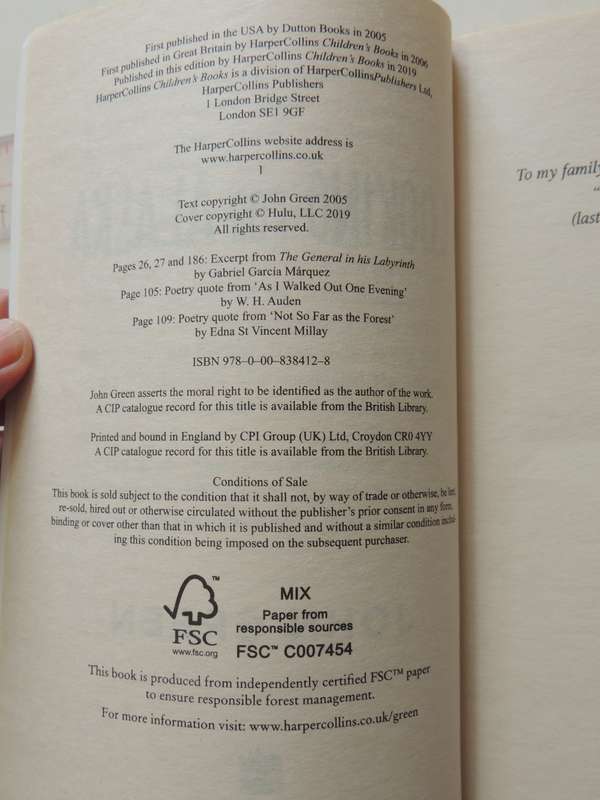 First published in the USA by Dutton Books in 2005
First published in Great Britain by HarperCollins Children's Books in 2006
Published in this edition by HarperCollins Children's Books in 2019
HarperCollins Children's Books is a division of HarperCollinsPublishers Ltd,
HarperCollins Publishers
1 London Bridge Street
London SE1 9GF
The HarperCollins website address is
www.harpercollins.co.uk
1
Text copyright © John Green 2005
Cover copyright © Hulu, LLC 2019
All rights reserved.
Pages 26, 27 and 186: Excerpt from The General in his Labyrinth
by Gabriel García Márquez
Page 105: Poetry quote from 'As I Walked Out One Evening'
by W. H. Auden
Page 109: Poetry quote from 'Not So Far as the Forest'
by Edna St Vincent Millay
ISBN 978–0–00–838412–8
John Green asserts the moral right to be identified as the author of the work.
A CIP catalogue record for this title is available from the British Library.
Printed and bound in England by CPI Group (UK) Ltd, Croydon CR0 4YY
A CIP catalogue record for this title is available from the British Library.
Conditions of Sale
This book is sold subject to the condition that it shall not, by way of trade or otherwise, be lent,
re-sold, hired out or otherwise circulated without the publisher's prior consent in any form,
binding or cover other than that in which it is published and without a similar condition includ-
ing this condition being imposed on the subsequent purchaser.
FSC
www.fsc.org
™
MIX
Paper from
responsible sources
FSC™ C007454
This book is produced from independently certified FSC™ paper
to ensure responsible forest management.
For more information visit: www.harpercollins.co.uk/green
To my family
"
(last